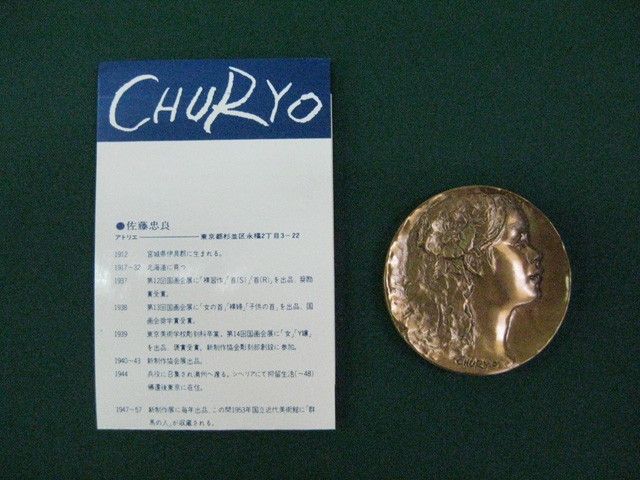 CHURYO
●佐藤忠良
アトリエ―――――東京都杉並区永福2丁目3−22
1912 宮城県伊具郡に生まれる。
1917−32 北海道に育つ
1937 第12回国画会展に「裸習作」「首(S)」「首(R)」を出品、奨励
賞受賞。
1938 第13回国画会展に「女の首」「裸婦」「子供の首」を出品、国
画会奨学賞受賞。
1939 東京美術学校彫刻科卒業。第14回国画会展に「女」「Y嬢」
を出品、褒賞受賞。新制作協会彫刻部創設に参加。
1940−43 新制作協会展出品。
1944 兵役に召集され満州へ渡る。シベリアにて抑留生活(〜48)
帰還後東京に在住。
1947−57 新制作展に毎年出品、この間1953年国立近代美術館に「群
馬の人」が収蔵される。
CHURYO